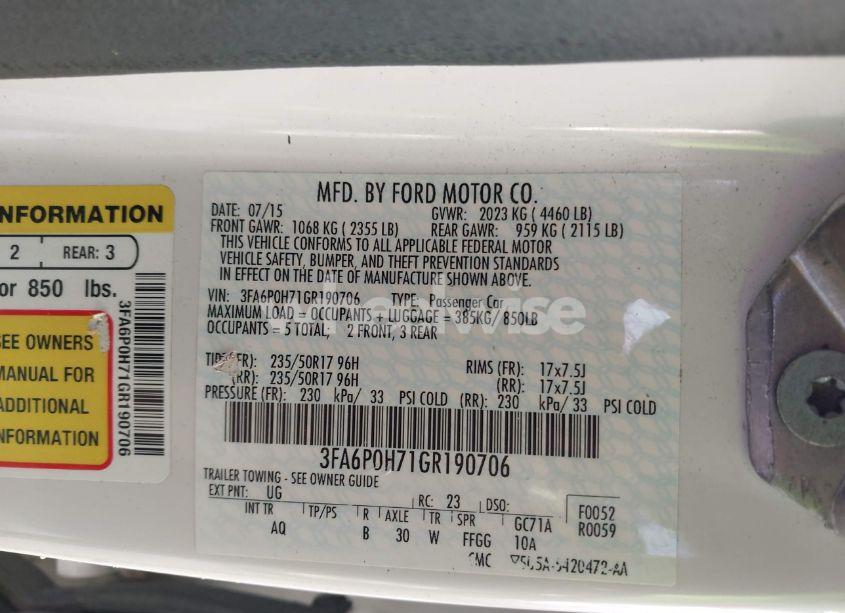 INFORMATION
2 REAR: 3
or 850 lbs.
SEE OWNERS
MANUAL FOR
ADDITIONAL
INFORMATION
3FA6P0H71GR190706
MFD. BY FORD MOTOR CO.
DATE: 07/15 GVWR: 2023 KG ( 4460 LB)
FRONT GAWR: 1068 KG ( 2355 LB) REAR GAWR: 959 KG ( 2115 LB)
THIS VEHICLE CONFORMS TO ALL APPLICABLE FEDERAL MOTOR
VEHICLE SAFETY, BUMPER, AND THEFT PREVENTION STANDARDS
IN EFFECT ON THE DATE OF MANUFACTURE SHOWN ABOVE.
VIN: 3FA6P0H71GR190706 TYPE: Passenger Car
MAXIMUM LOAD = OCCUPANTS + LUGGAGE = 385KG/ 850LB
OCCUPANTS = 5 TOTAL, 2 FRONT, 3 REAR
TIRE (FR): 235/50R17 96H RIMS (FR): 17x7.5J
(RR): 235/50R17 96H (RR): 17x7.5J
PRESSURE (FR): 230 kPa/ 33 PSI COLD (RR): 230 kPa/ 33 PSI COLD
3FA6P0H71GR190706
TRAILER TOWING - SEE OWNER GUIDE
EXT PNT: UG RC: 23 DSO: F0052
INT TR TP/PS R AXLE TR SPR GC71A R0059
AQ B 30 W FFGG 10A